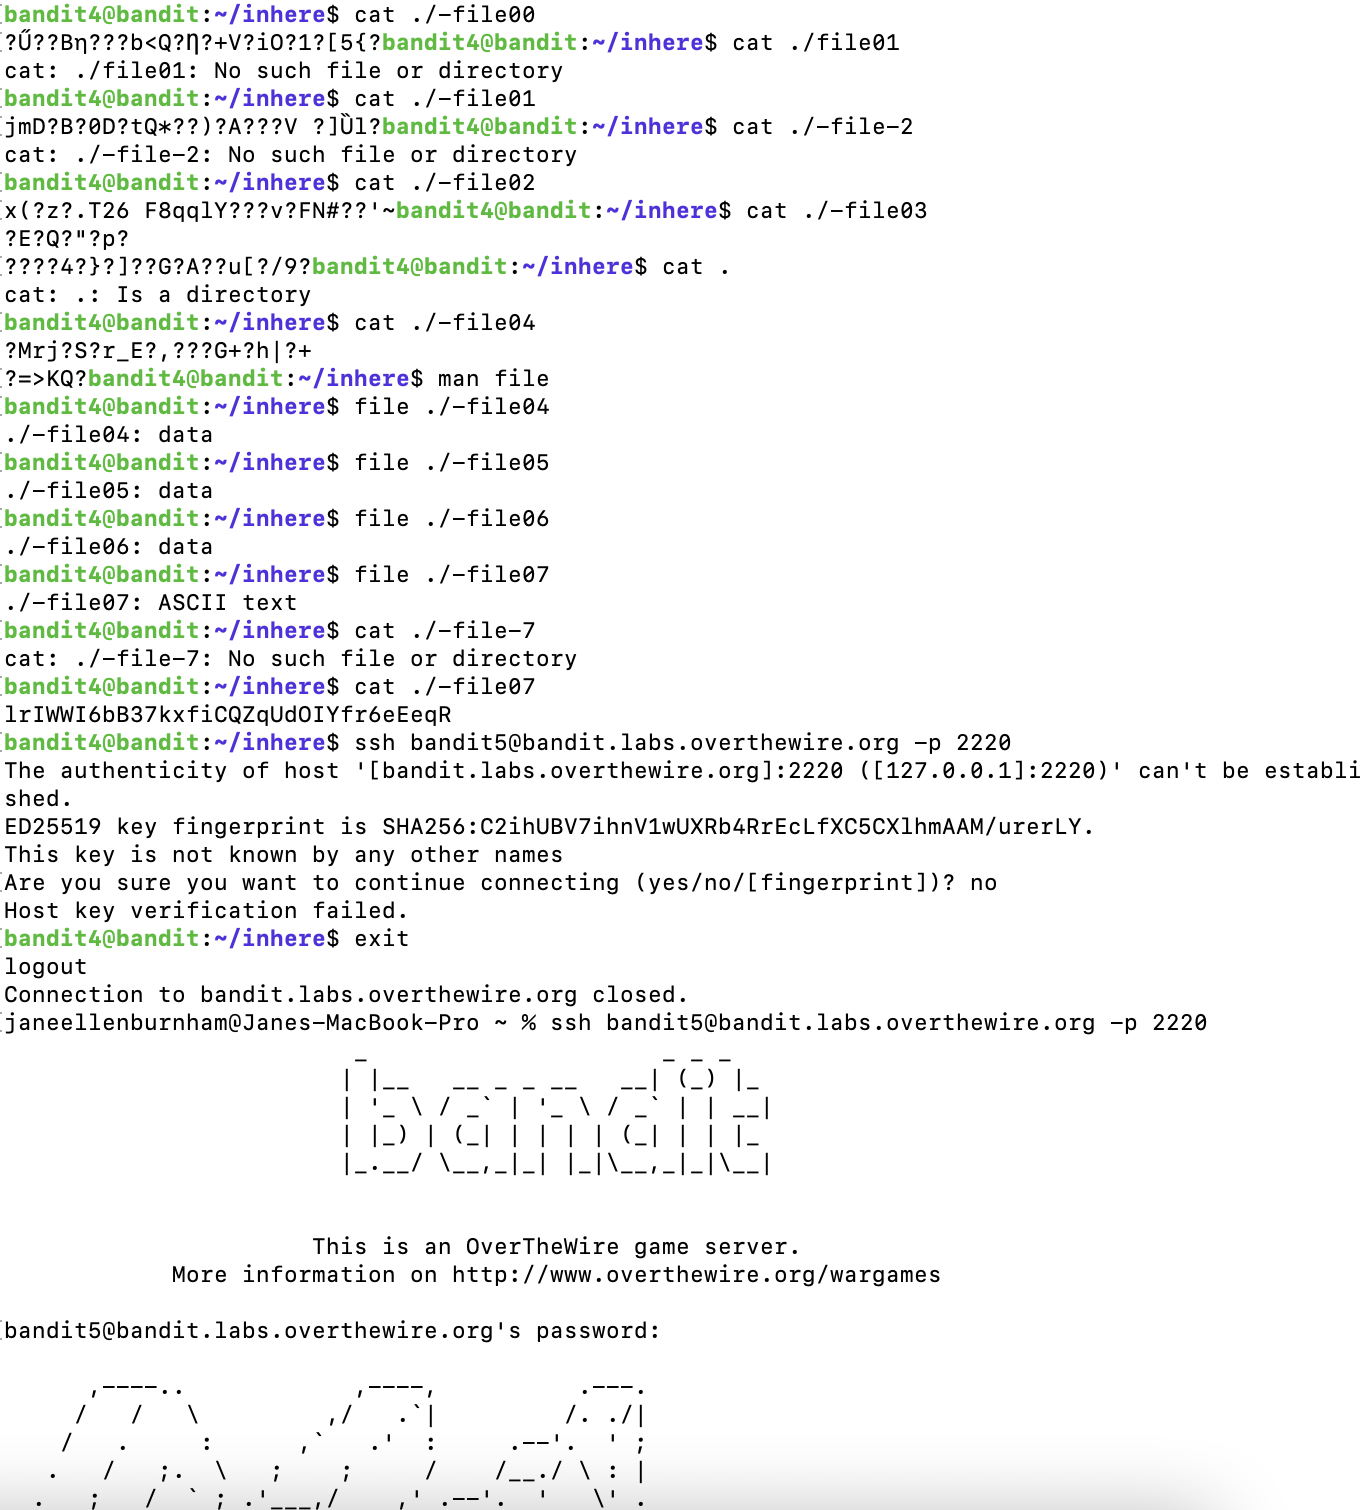 bandit4@bandit:~/inhere$ cat ./-file00
?Ű??Bη???b<Q?Ƞ?+V?iO?1?[5{?bandit4@bandit:~/inhere$ cat ./file01
cat: ./file01: No such file or directory
bandit4@bandit:~/inhere$ cat ./-file01
jmD?B?0D?tQ*??)?A???V ?]Ȕl?bandit4@bandit:~/inhere$ cat ./-file-2
cat: ./-file-2: No such file or directory
bandit4@bandit:~/inhere$ cat ./-file02
x(?z?.T26 F8qqlY???v?FN#??'~bandit4@bandit:~/inhere$ cat ./-file03
?E?Q?"?p?
????4?}?]??G?A??u[?/9?bandit4@bandit:~/inhere$ cat .
cat: .: Is a directory
bandit4@bandit:~/inhere$ cat ./-file04
?Mrj?S?r_E?,???G+?h|?+
?=>KQ?bandit4@bandit:~/inhere$ man file
bandit4@bandit:~/inhere$ file ./-file04
./-file04: data
bandit4@bandit:~/inhere$ file ./-file05
./-file05: data
bandit4@bandit:~/inhere$ file ./-file06
./-file06: data
bandit4@bandit:~/inhere$ file ./-file07
./-file07: ASCII text
bandit4@bandit:~/inhere$ cat ./-file-7
cat: ./-file-7: No such file or directory
bandit4@bandit:~/inhere$ cat ./-file07
lrIWWI6bB37kxfiCQZqUdOIYfr6eEeqR
bandit4@bandit:~/inhere$ ssh bandit5@bandit.labs.overthewire.org -p 2220
The authenticity of host '[bandit.labs.overthewire.org]:2220 ([127.0.0.1]:2220)' can't be establi
shed.
ED25519 key fingerprint is SHA256:C2ihUBV7ihnV1wUXRb4RrEcLfXC5CXlhmAAM/urerLY.
This key is not known by any other names
Are you sure you want to continue connecting (yes/no/[fingerprint])? no
Host key verification failed.
bandit4@bandit:~/inhere$ exit
logout
Connection to bandit.labs.overthewire.org closed.
janeellenburnham@Janes-MacBook-Pro ~ % ssh bandit5@bandit.labs.overthewire.org -p 2220
bandit
This is an OverTheWire game server.
More information on http://www.overthewire.org/wargames
bandit5@bandit.labs.overthewire.org's password: